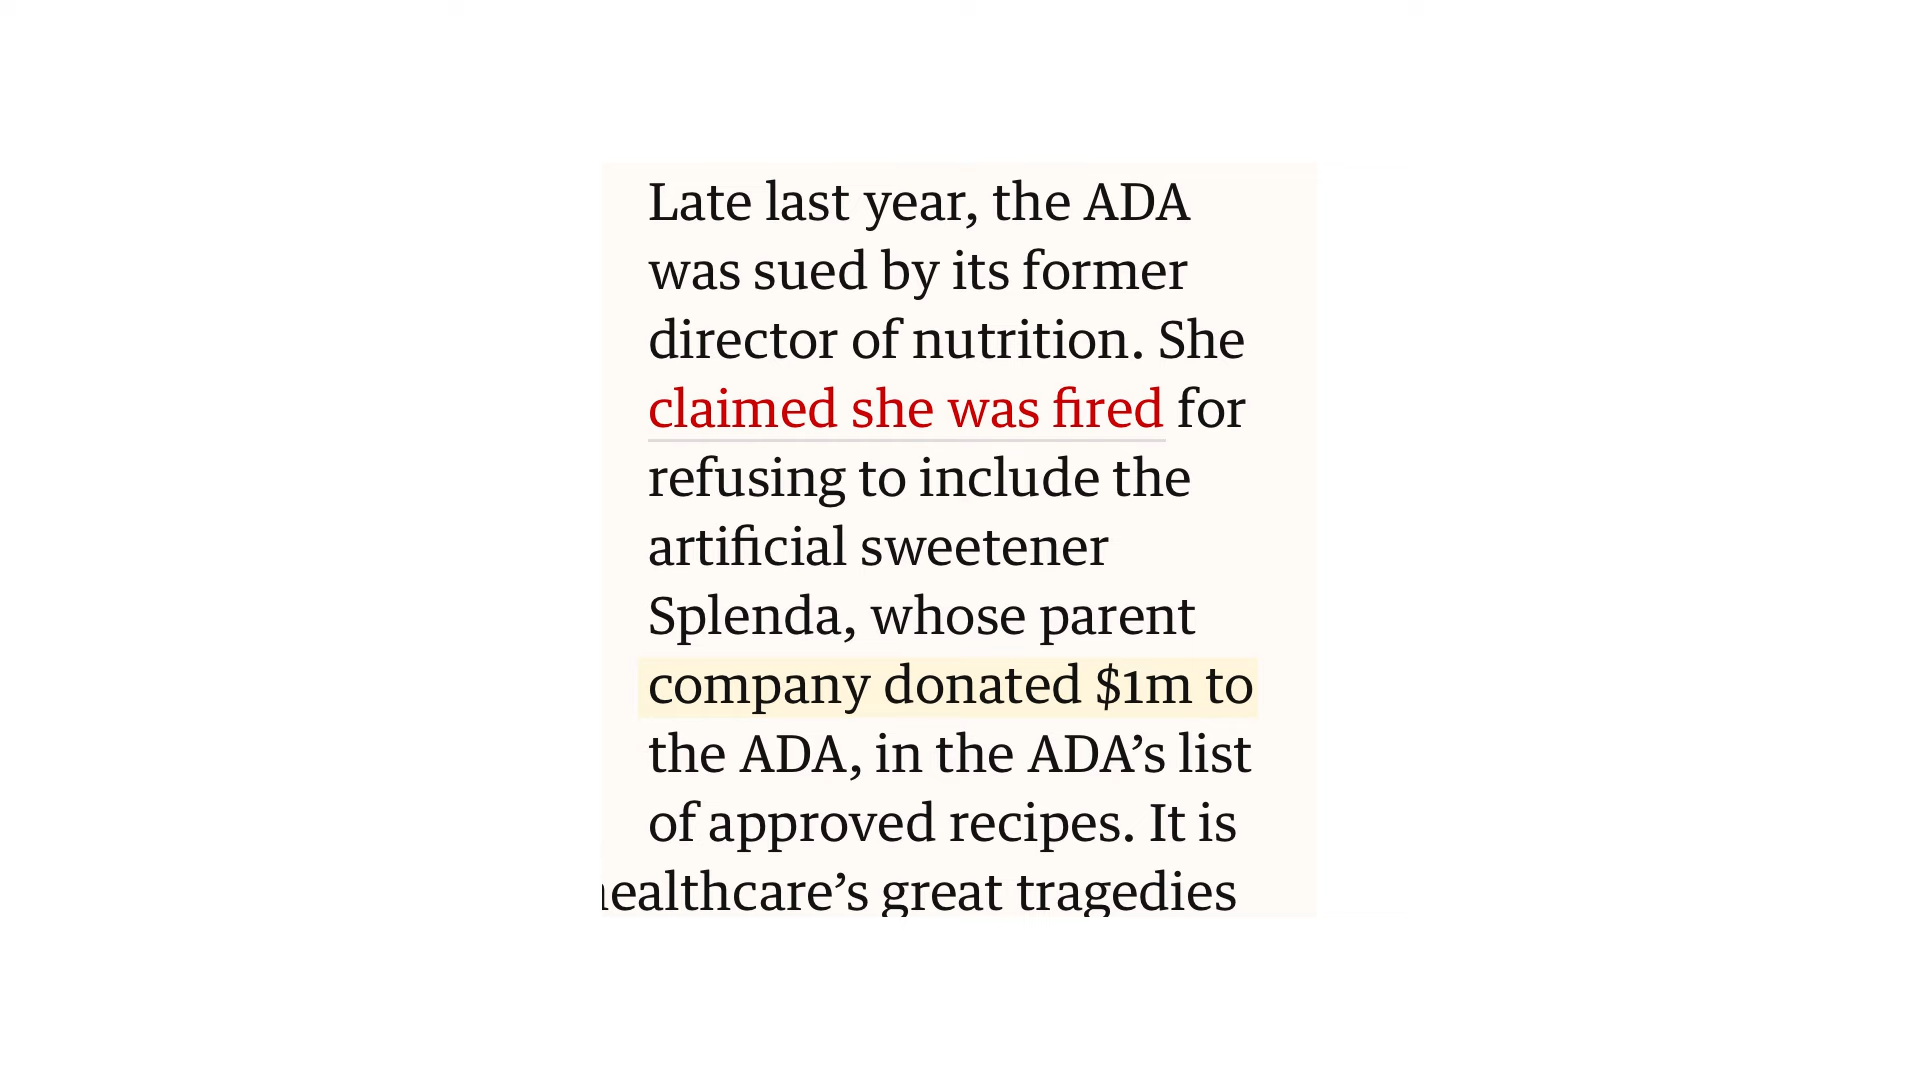 Late last year, the ADA
was sued by its former
director of nutrition. She
claimed she was fired for
refusing to include the
artificial sweetener
Splenda, whose parent
company donated $1m to
the ADA, in the ADA’s list
of approved recipes. It is
great tragedies